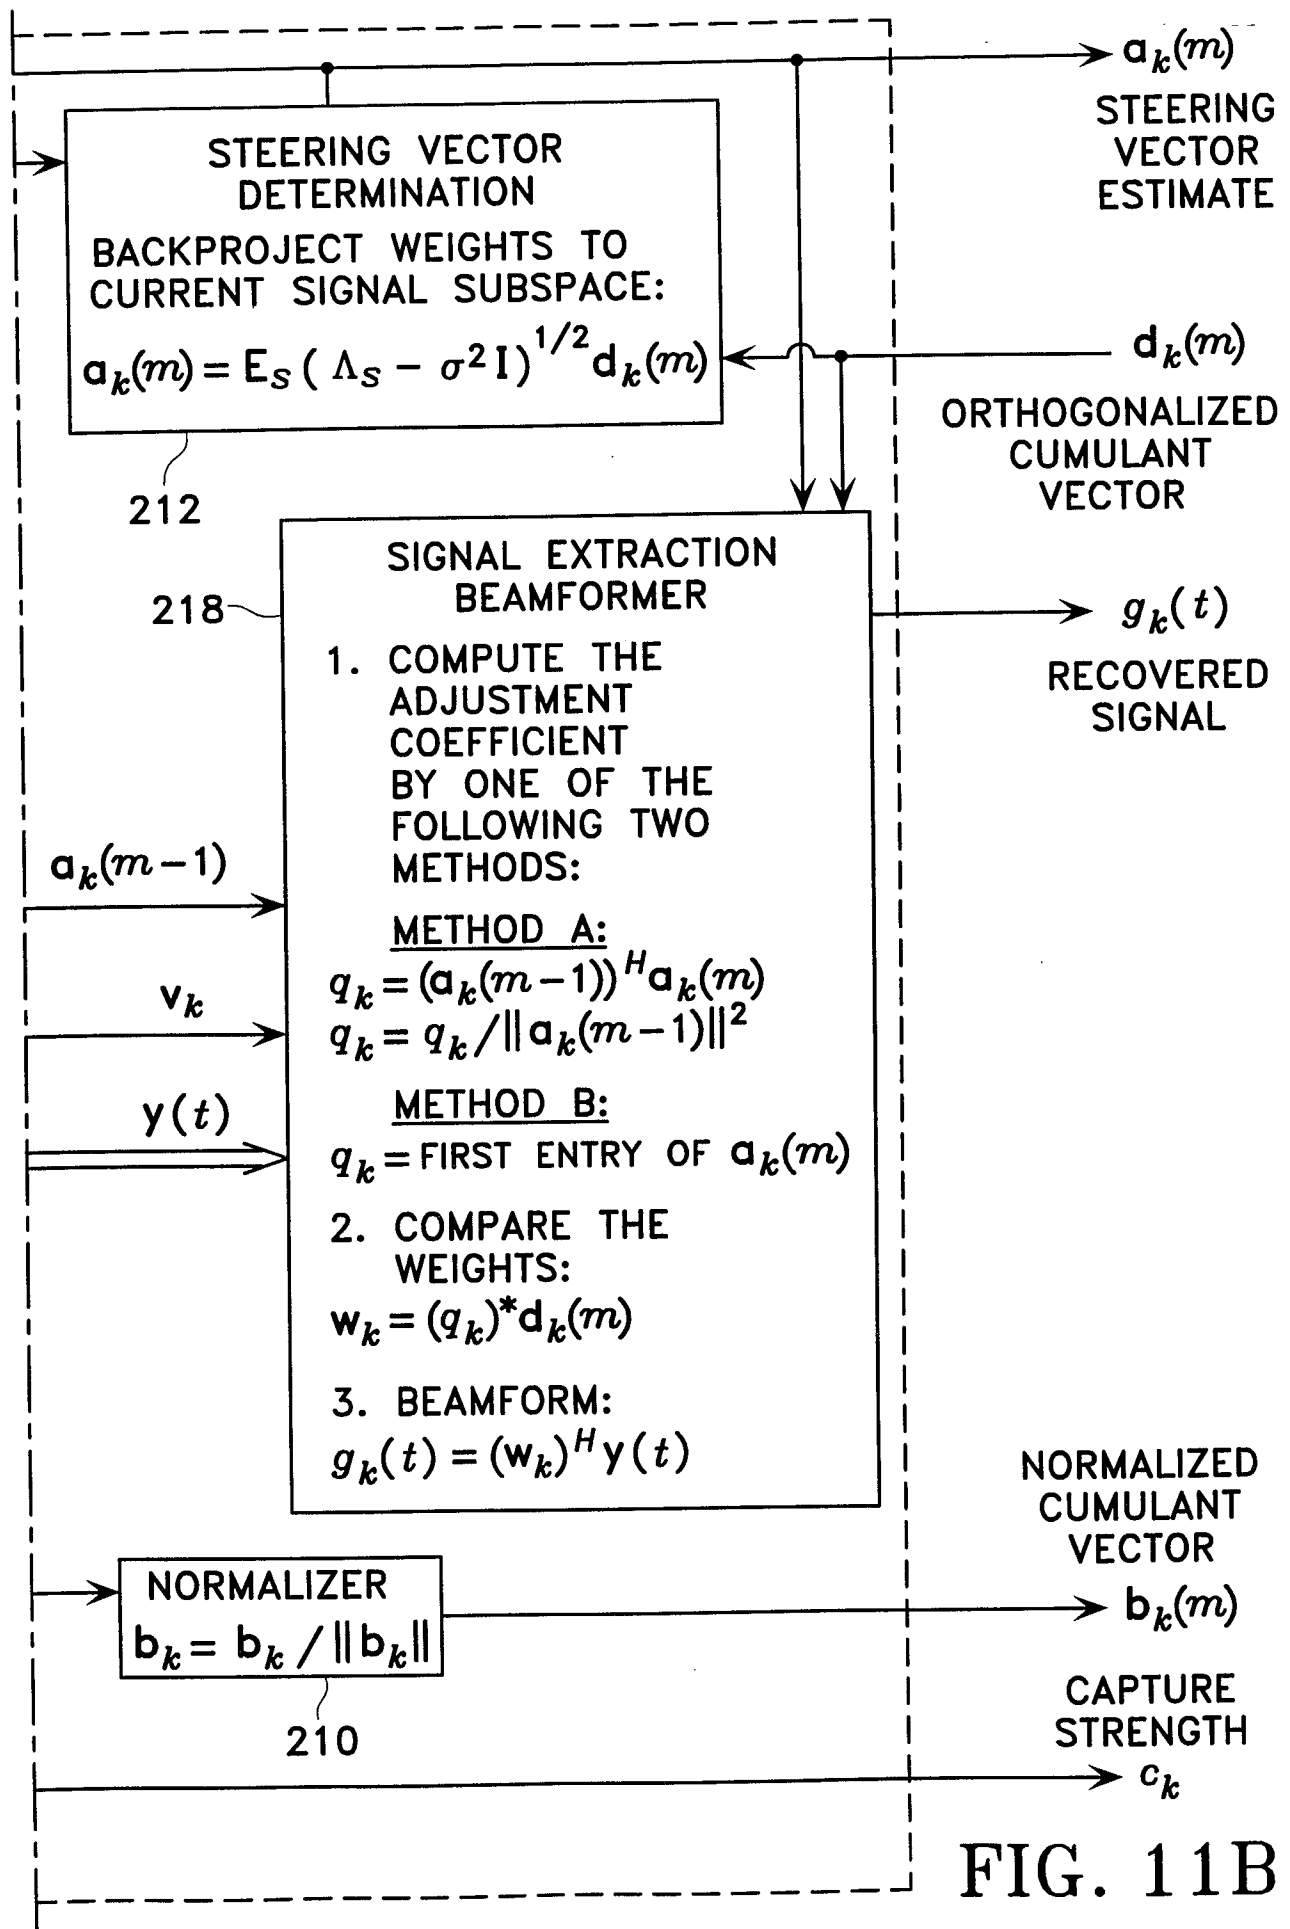 a_k(m)
STEERING
VECTOR
ESTIMATE
STEERING VECTOR
DETERMINATION
BACKPROJECT WEIGHTS TO
CURRENT SIGNAL SUBSPACE:
a_k(m) = E_S ( Λ_S − σ² I )^{1/2} d_k(m)
212
d_k(m)
ORTHOGONALIZED
CUMULANT
VECTOR
SIGNAL EXTRACTION
BEAMFORMER
218
1. COMPUTE THE
ADJUSTMENT
COEFFICIENT
BY ONE OF THE
FOLLOWING TWO
METHODS:
METHOD A:
q_k = (a_k(m−1))^H a_k(m)
q_k = q_k /‖a_k(m−1)‖²
METHOD B:
q_k = FIRST ENTRY OF a_k(m)
2. COMPARE THE
WEIGHTS:
w_k = (q_k)* d_k(m)
3. BEAMFORM:
g_k(t) = (w_k)^H y(t)
g_k(t)
RECOVERED
SIGNAL
a_k(m−1)
v_k
y(t)
NORMALIZER
b_k = b_k /‖b_k‖
210
NORMALIZED
CUMULANT
VECTOR
b_k(m)
CAPTURE
STRENGTH
c_k
FIG. 11B